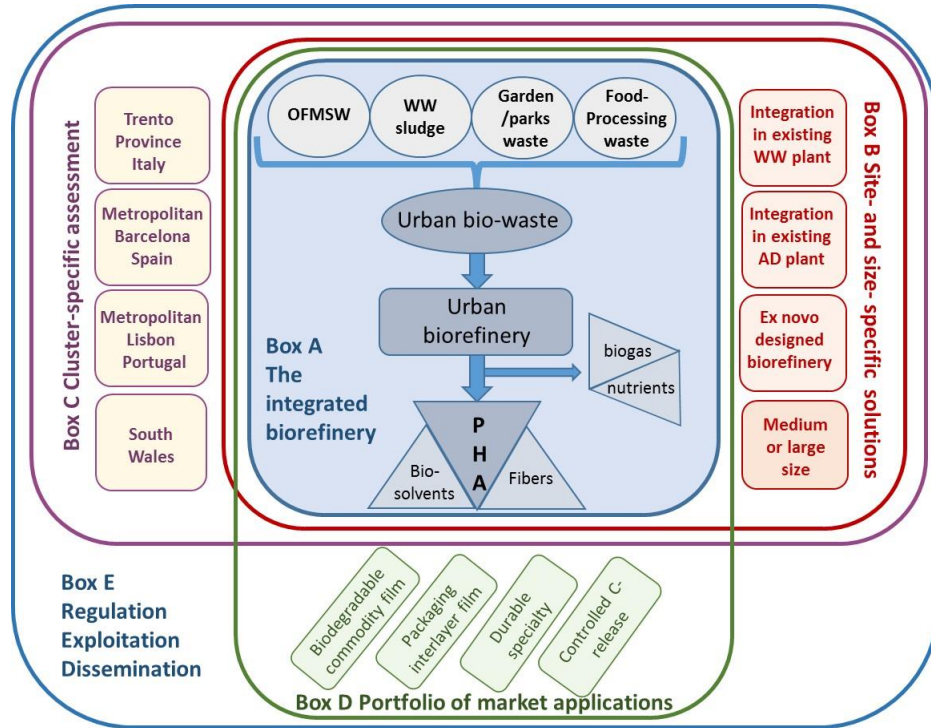 OFMSW
WW
sludge
Garden
/parks
waste
Food-
Processing
waste
Urban bio-waste
Urban
biorefinery
biogas
nutrients
Box A
The
integrated
biorefinery
P
H
A
Bio-
solvents
Fibers
Box C Cluster-specific assessment
Trento
Province
Italy
Metropolitan
Barcelona
Spain
Metropolitan
Lisbon
Portugal
South
Wales
Integration
in existing
WW plant
Integration
in existing
AD plant
Ex novo
designed
biorefinery
Medium
or large
size
Box B Site- and size- specific solutions
Box E
Regulation
Exploitation
Dissemination
Biodegradable
commodity film
Packaging
interlayer film
Durable
specialty
Controlled C-
release
Box D Portfolio of market applications